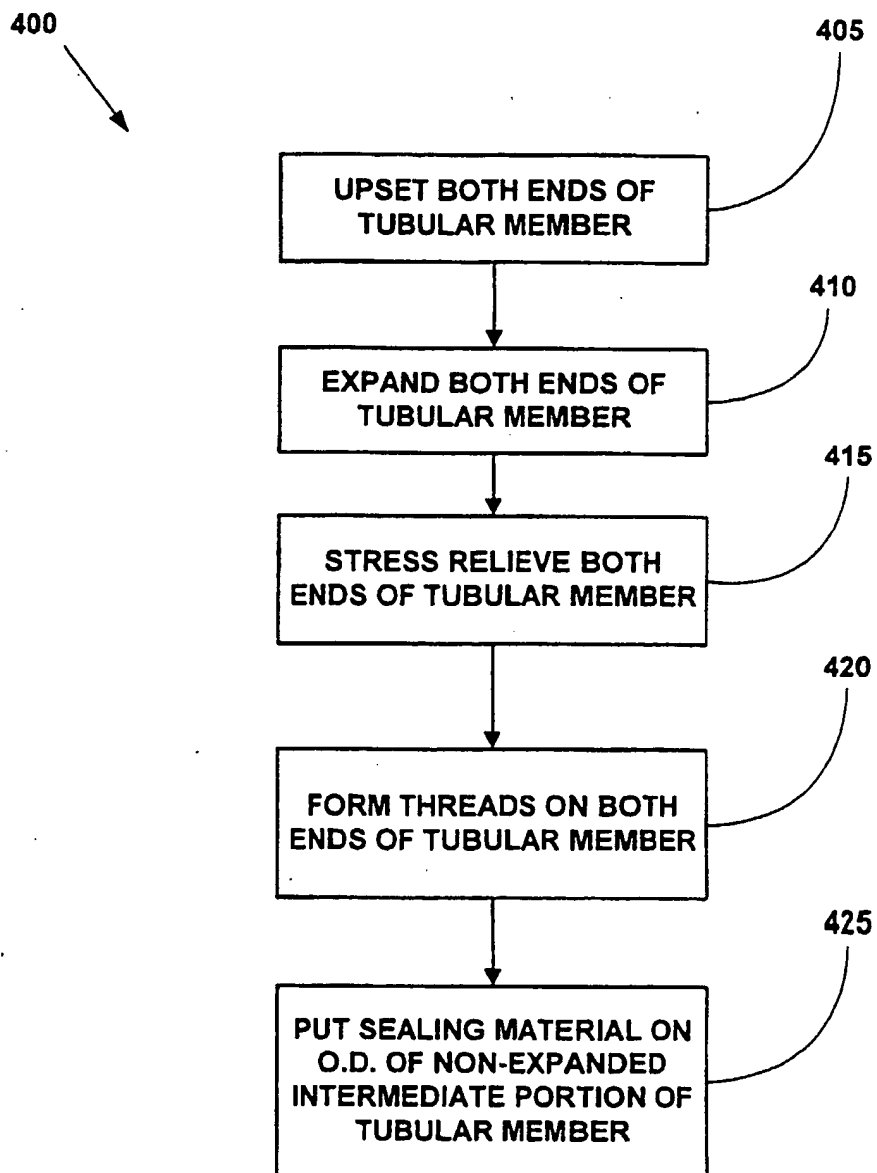 400
405
UPSET BOTH ENDS OF
TUBULAR MEMBER
410
EXPAND BOTH ENDS OF
TUBULAR MEMBER
415
STRESS RELIEVE BOTH
ENDS OF TUBULAR MEMBER
420
FORM THREADS ON BOTH
ENDS OF TUBULAR MEMBER
425
PUT SEALING MATERIAL ON
O.D. OF NON-EXPANDED
INTERMEDIATE PORTION OF
TUBULAR MEMBER